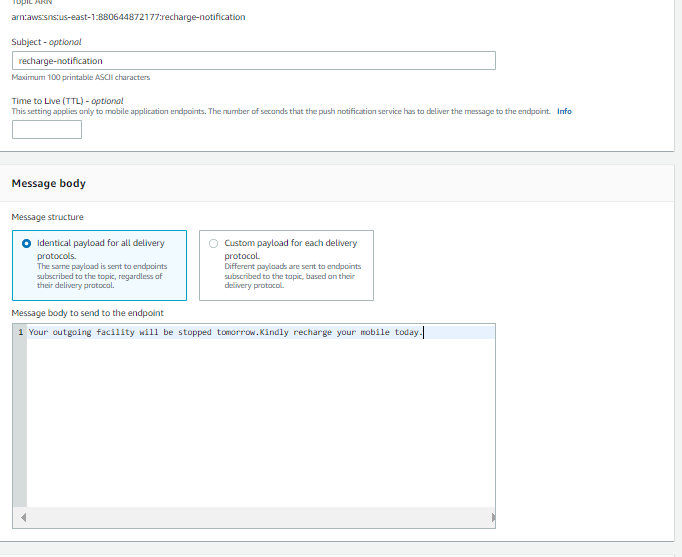 Topic ARN
arn:aws:sns:us-east-1:880644872177:recharge-notification
Subject - optional
recharge-notification
Maximum 100 printable ASCII characters
Time to Live (TTL) - optional
This setting applies only to mobile application endpoints. The number of seconds that the push notification service has to deliver the message to the endpoint. Info
Message body
Message structure
Identical payload for all delivery
protocols.
The same payload is sent to endpoints
subscribed to the topic, regardless of
their delivery protocol.
Custom payload for each delivery
protocol.
Different payloads are sent to endpoints
subscribed to the topic, based on their
delivery protocol.
Message body to send to the endpoint
1 Your outgoing facility will be stopped tomorrow.Kindly recharge your mobile today.